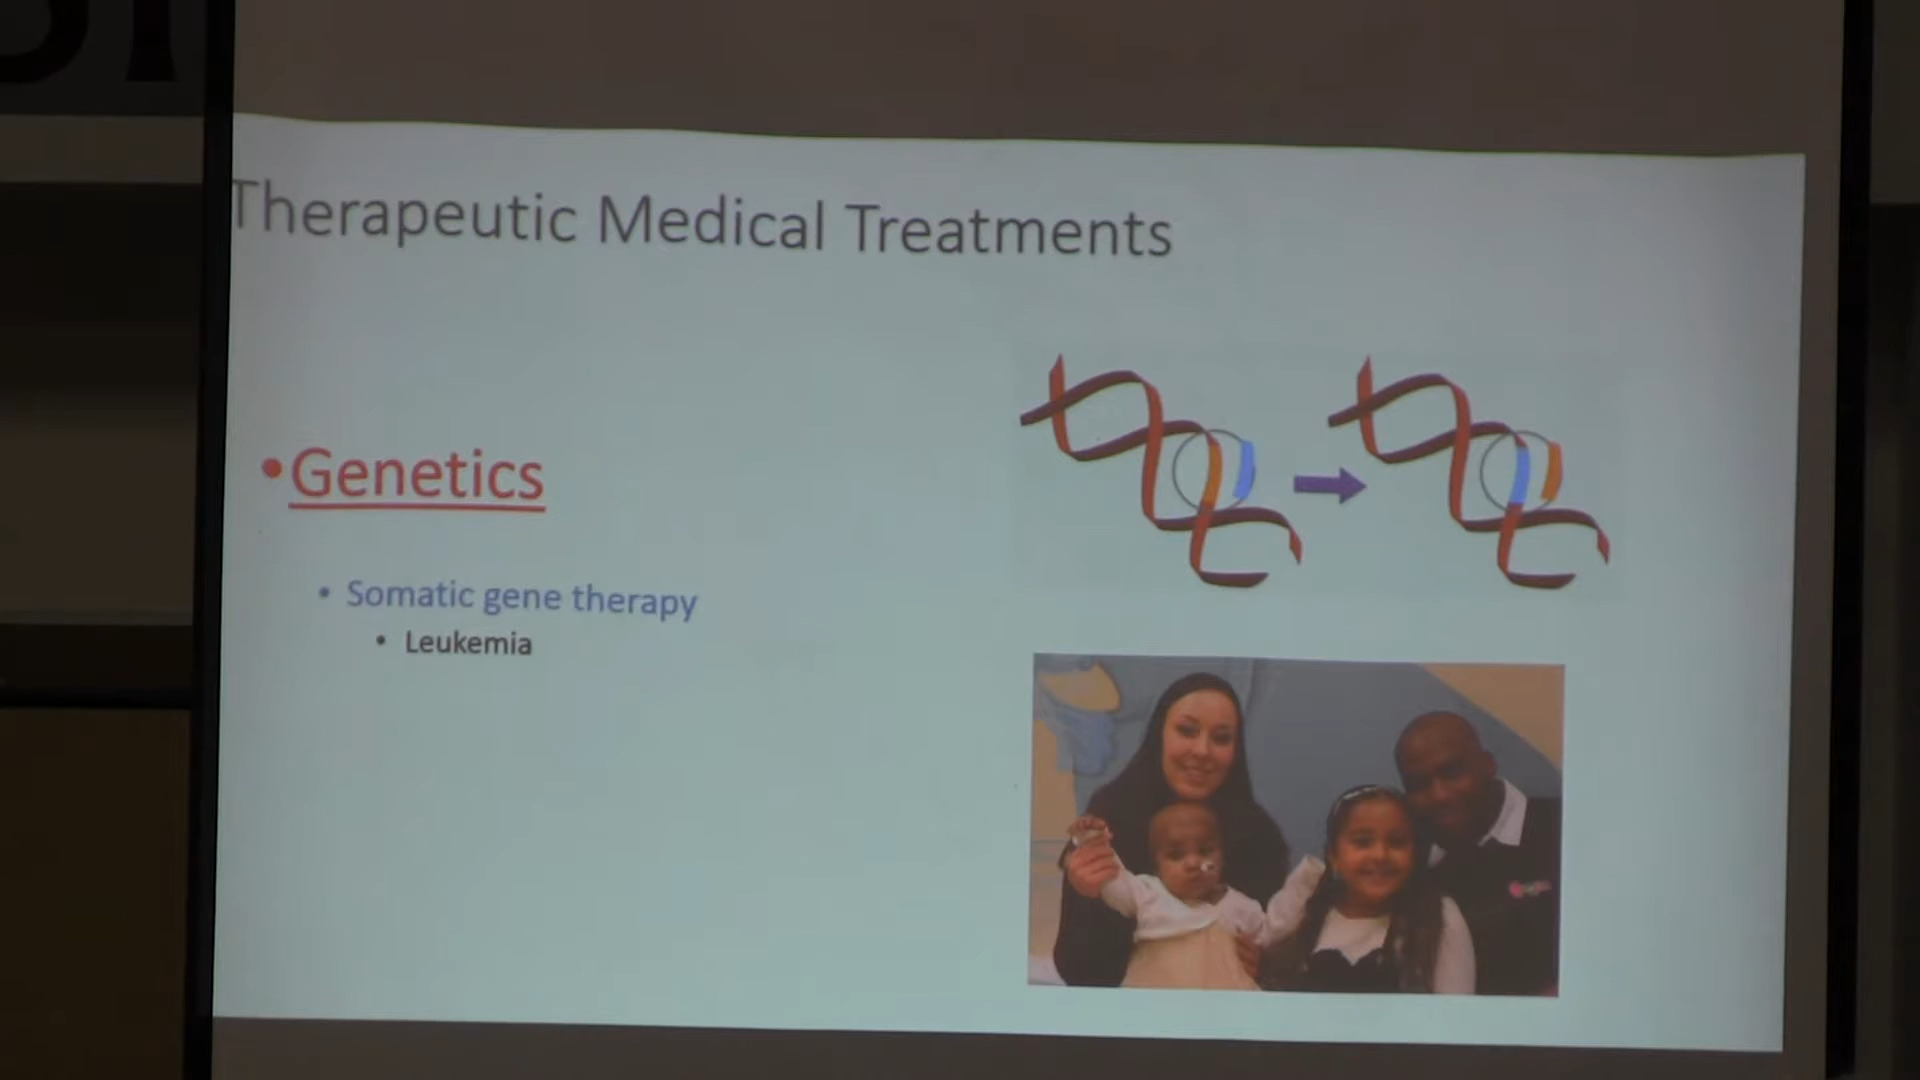 Therapeutic Medical Treatments
• Genetics
• Somatic gene therapy
• Leukemia